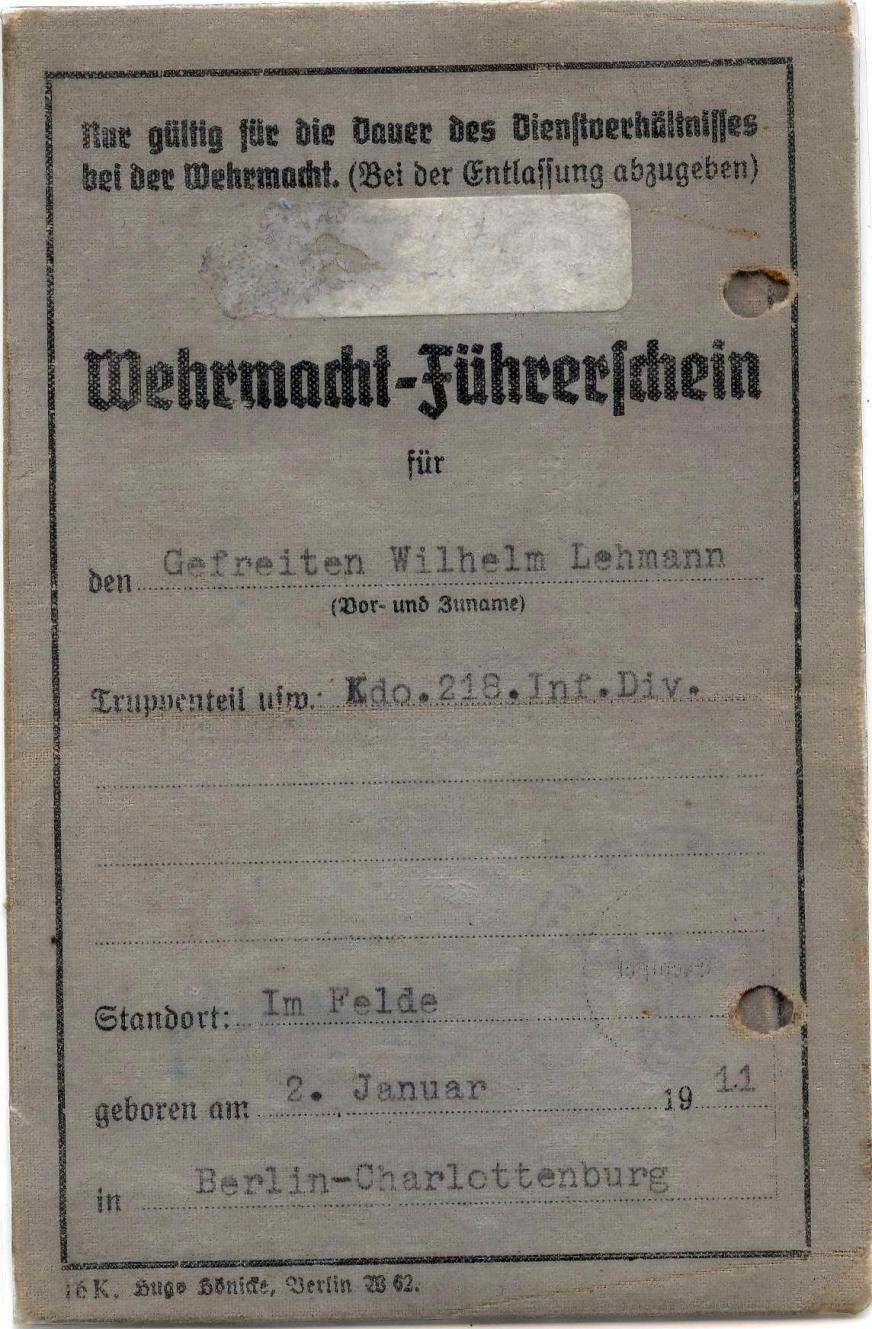 Nur gültig für die Dauer des Dienstverhältnisses
bei der Wehrmacht. (Bei der Entlassung abzugeben)
Wehrmacht-Führerschein
für
den Gefreiten Wilhelm Lehmann
(Vor- und Zuname)
Truppenteil usw.: Kdo.218.Inf.Div.
Standort: Im Felde
geboren am 2. Januar 19 11
in Berlin-Charlottenburg
16 K. Hugo Hönicke, Berlin W 62.